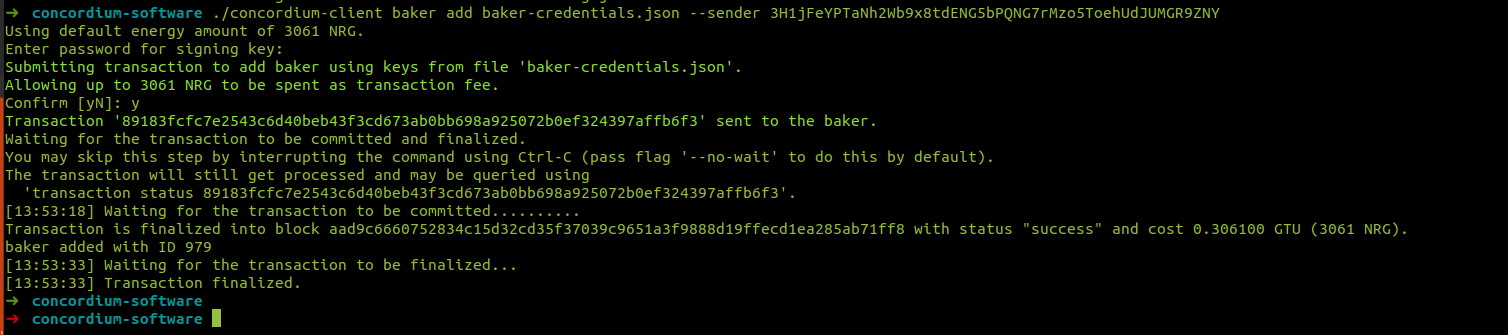 ➜ concordium-software ./concordium-client baker add baker-credentials.json --sender 3H1jFeYPTaNh2Wb9x8tdENG5bPQNG7rMzo5ToehUdJUMGR9ZNY
Using default energy amount of 3061 NRG.
Enter password for signing key:
Submitting transaction to add baker using keys from file 'baker-credentials.json'.
Allowing up to 3061 NRG to be spent as transaction fee.
Confirm [yN]: y
Transaction '89183fcfc7e2543c6d40beb43f3cd673ab0bb698a925072b0ef324397affb6f3' sent to the baker.
Waiting for the transaction to be committed and finalized.
You may skip this step by interrupting the command using Ctrl-C (pass flag '--no-wait' to do this by default).
The transaction will still get processed and may be queried using
  'transaction status 89183fcfc7e2543c6d40beb43f3cd673ab0bb698a925072b0ef324397affb6f3'.
[13:53:18] Waiting for the transaction to be committed..........
Transaction is finalized into block aad9c6660752834c15d32cd35f37039c9651a3f9888d19ffecd1ea285ab71ff8 with status "success" and cost 0.306100 GTU (3061 NRG).
baker added with ID 979
[13:53:33] Waiting for the transaction to be finalized...
[13:53:33] Transaction finalized.
➜ concordium-software
➜ concordium-software